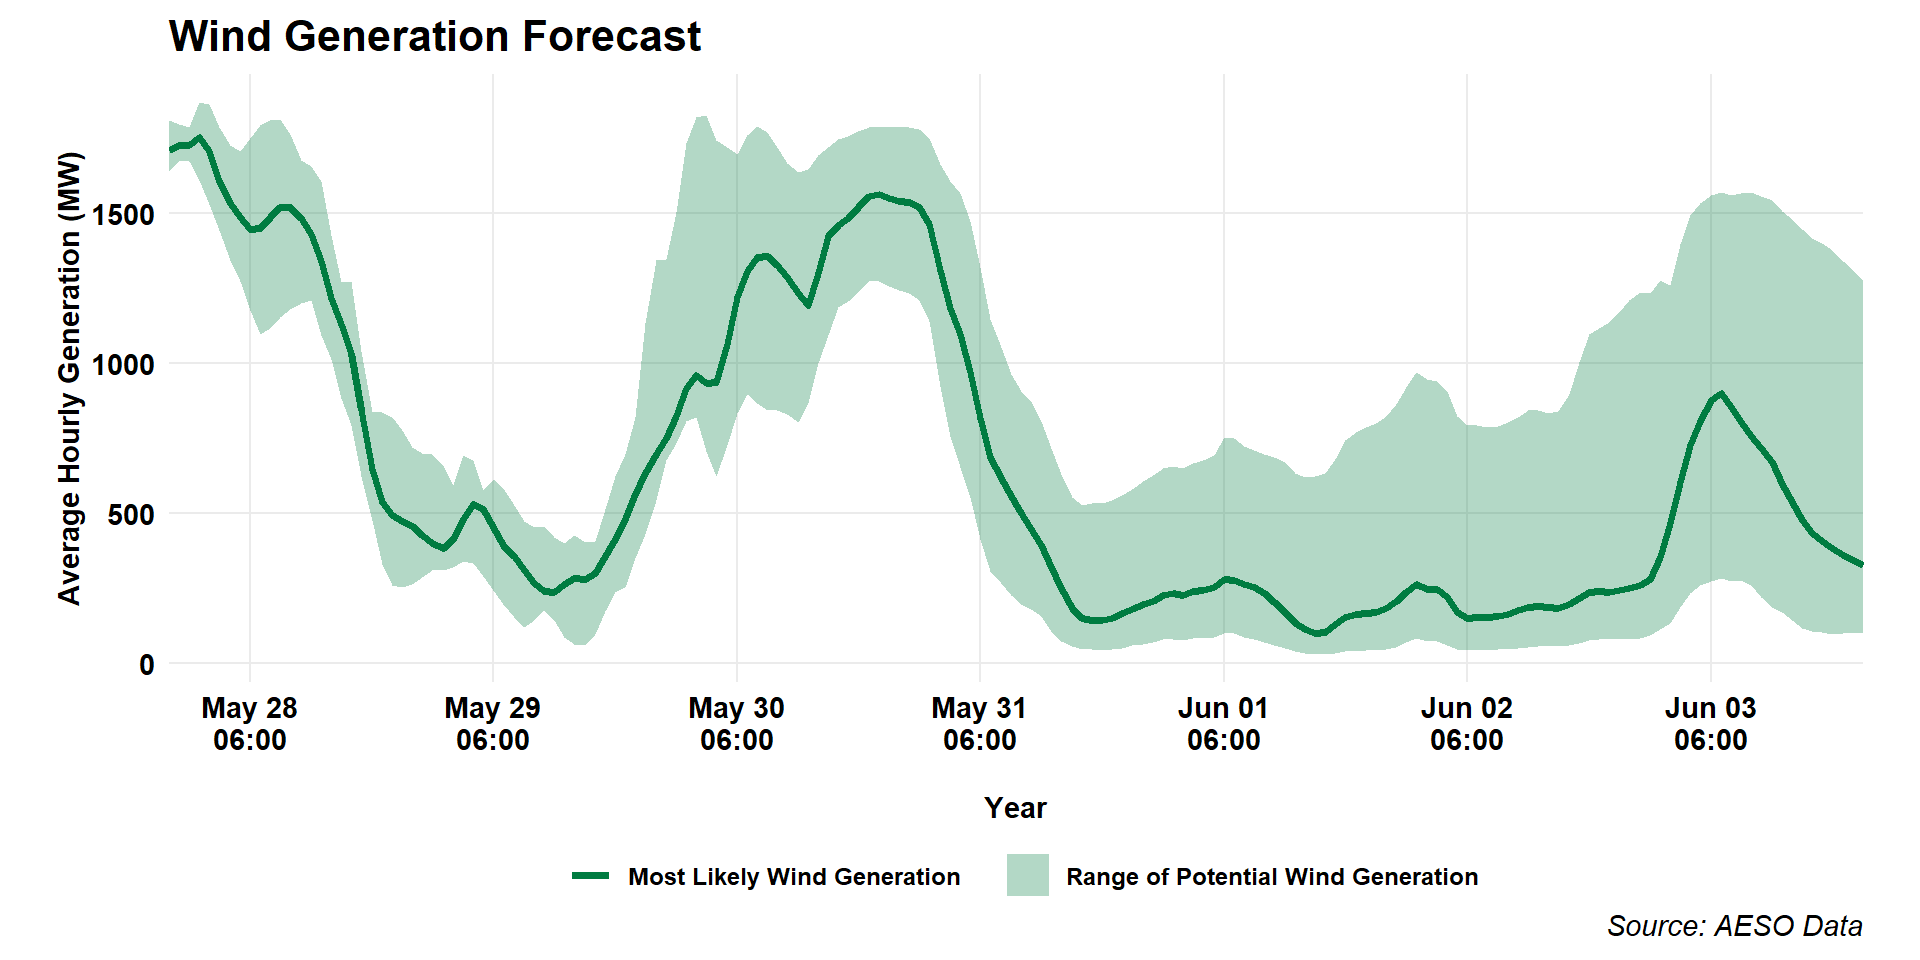 Wind Generation Forecast
Average Hourly Generation (MW)
1500
1000
500
0
May 28 May 29 May 30 May 31 Jun 01 Jun 02 Jun 03
06:00 06:00 06:00 06:00 06:00 06:00 06:00
Year
Most Likely Wind Generation Range of Potential Wind Generation
Source: AESO Data